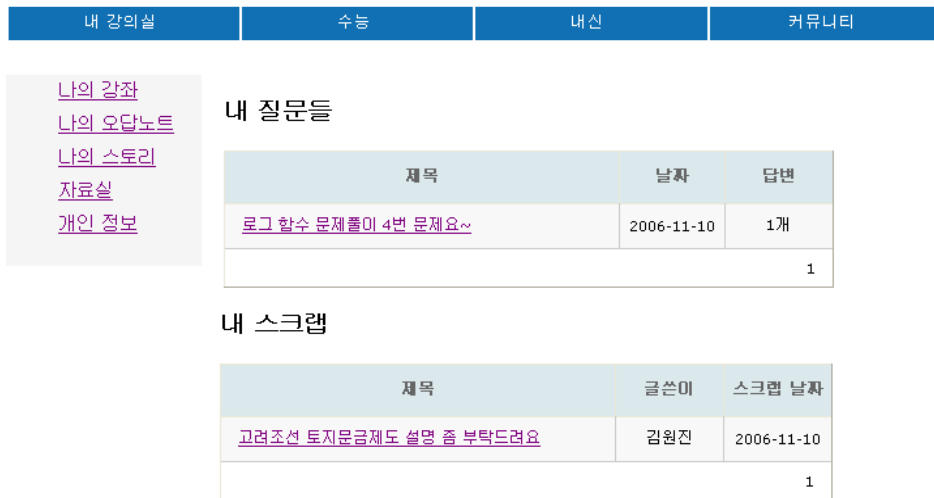 내 강의실 수능 내신 커뮤니티
나의 강좌
나의 오답노트
나의 스토리
자료실
개인 정보
내 질문들
제목 날짜 답변
로그 함수 문제풀이 4번 문제요~ 2006-11-10 1개
1
내 스크랩
제목 글쓴이 스크랩 날짜
고려조선 토지문금제도 설명 좀 부탁드려요 김원진 2006-11-10
1